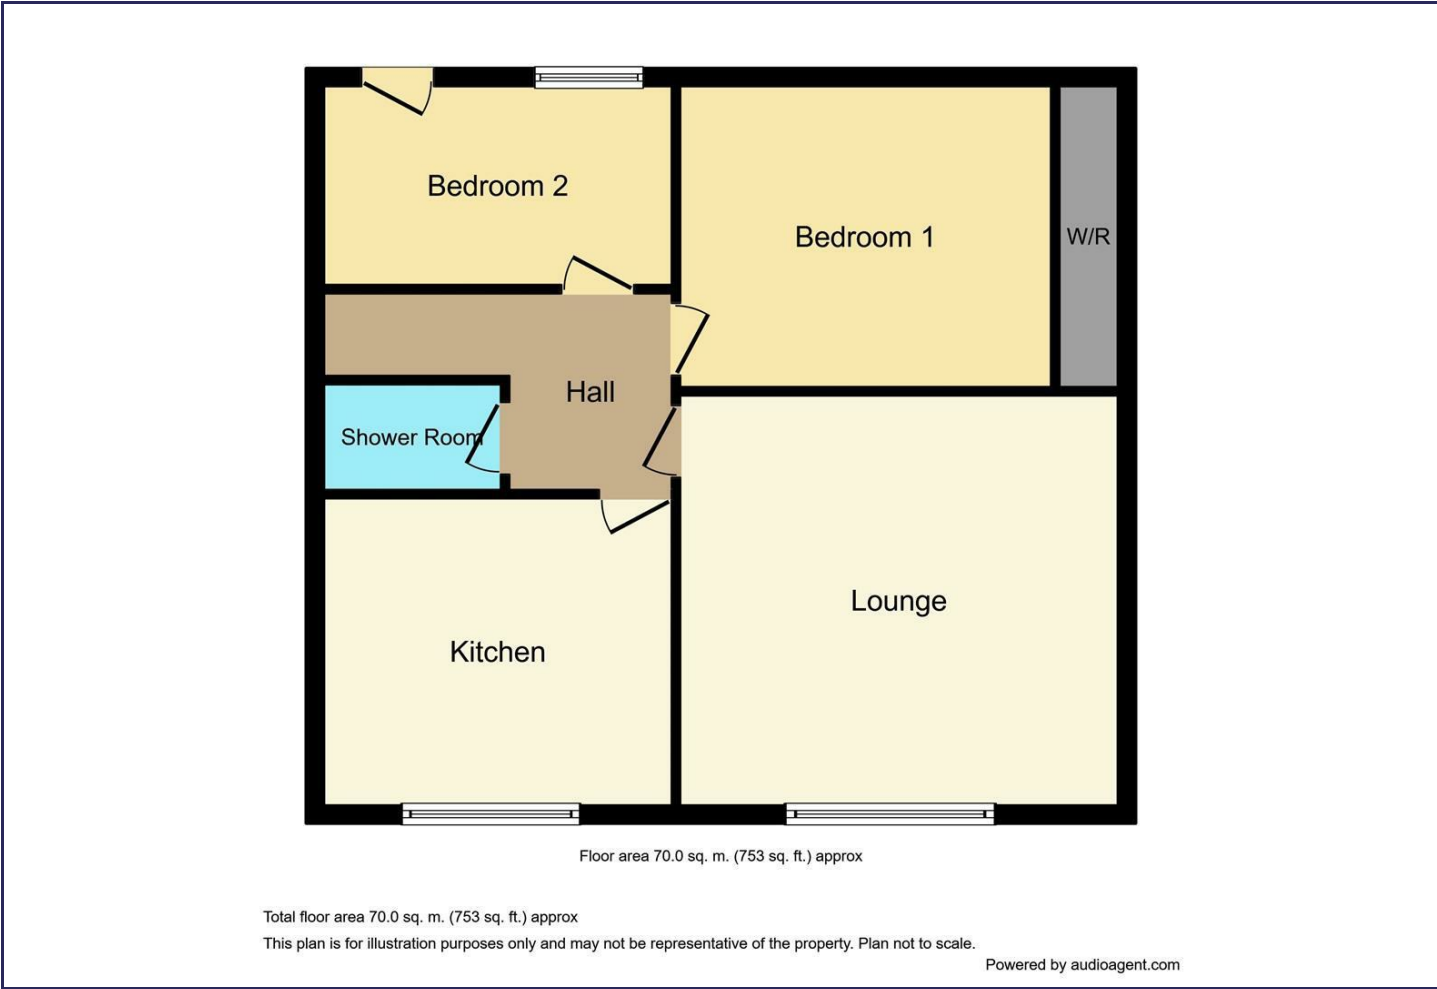 Bedroom 2
Bedroom 1
W/R
Hall
Shower Room
Lounge
Kitchen
Floor area 70.0 sq. m. (753 sq. ft.) approx
Total floor area 70.0 sq. m. (753 sq. ft.) approx
This plan is for illustration purposes only and may not be representative of the property. Plan not to scale.
Powered by audioagent.com